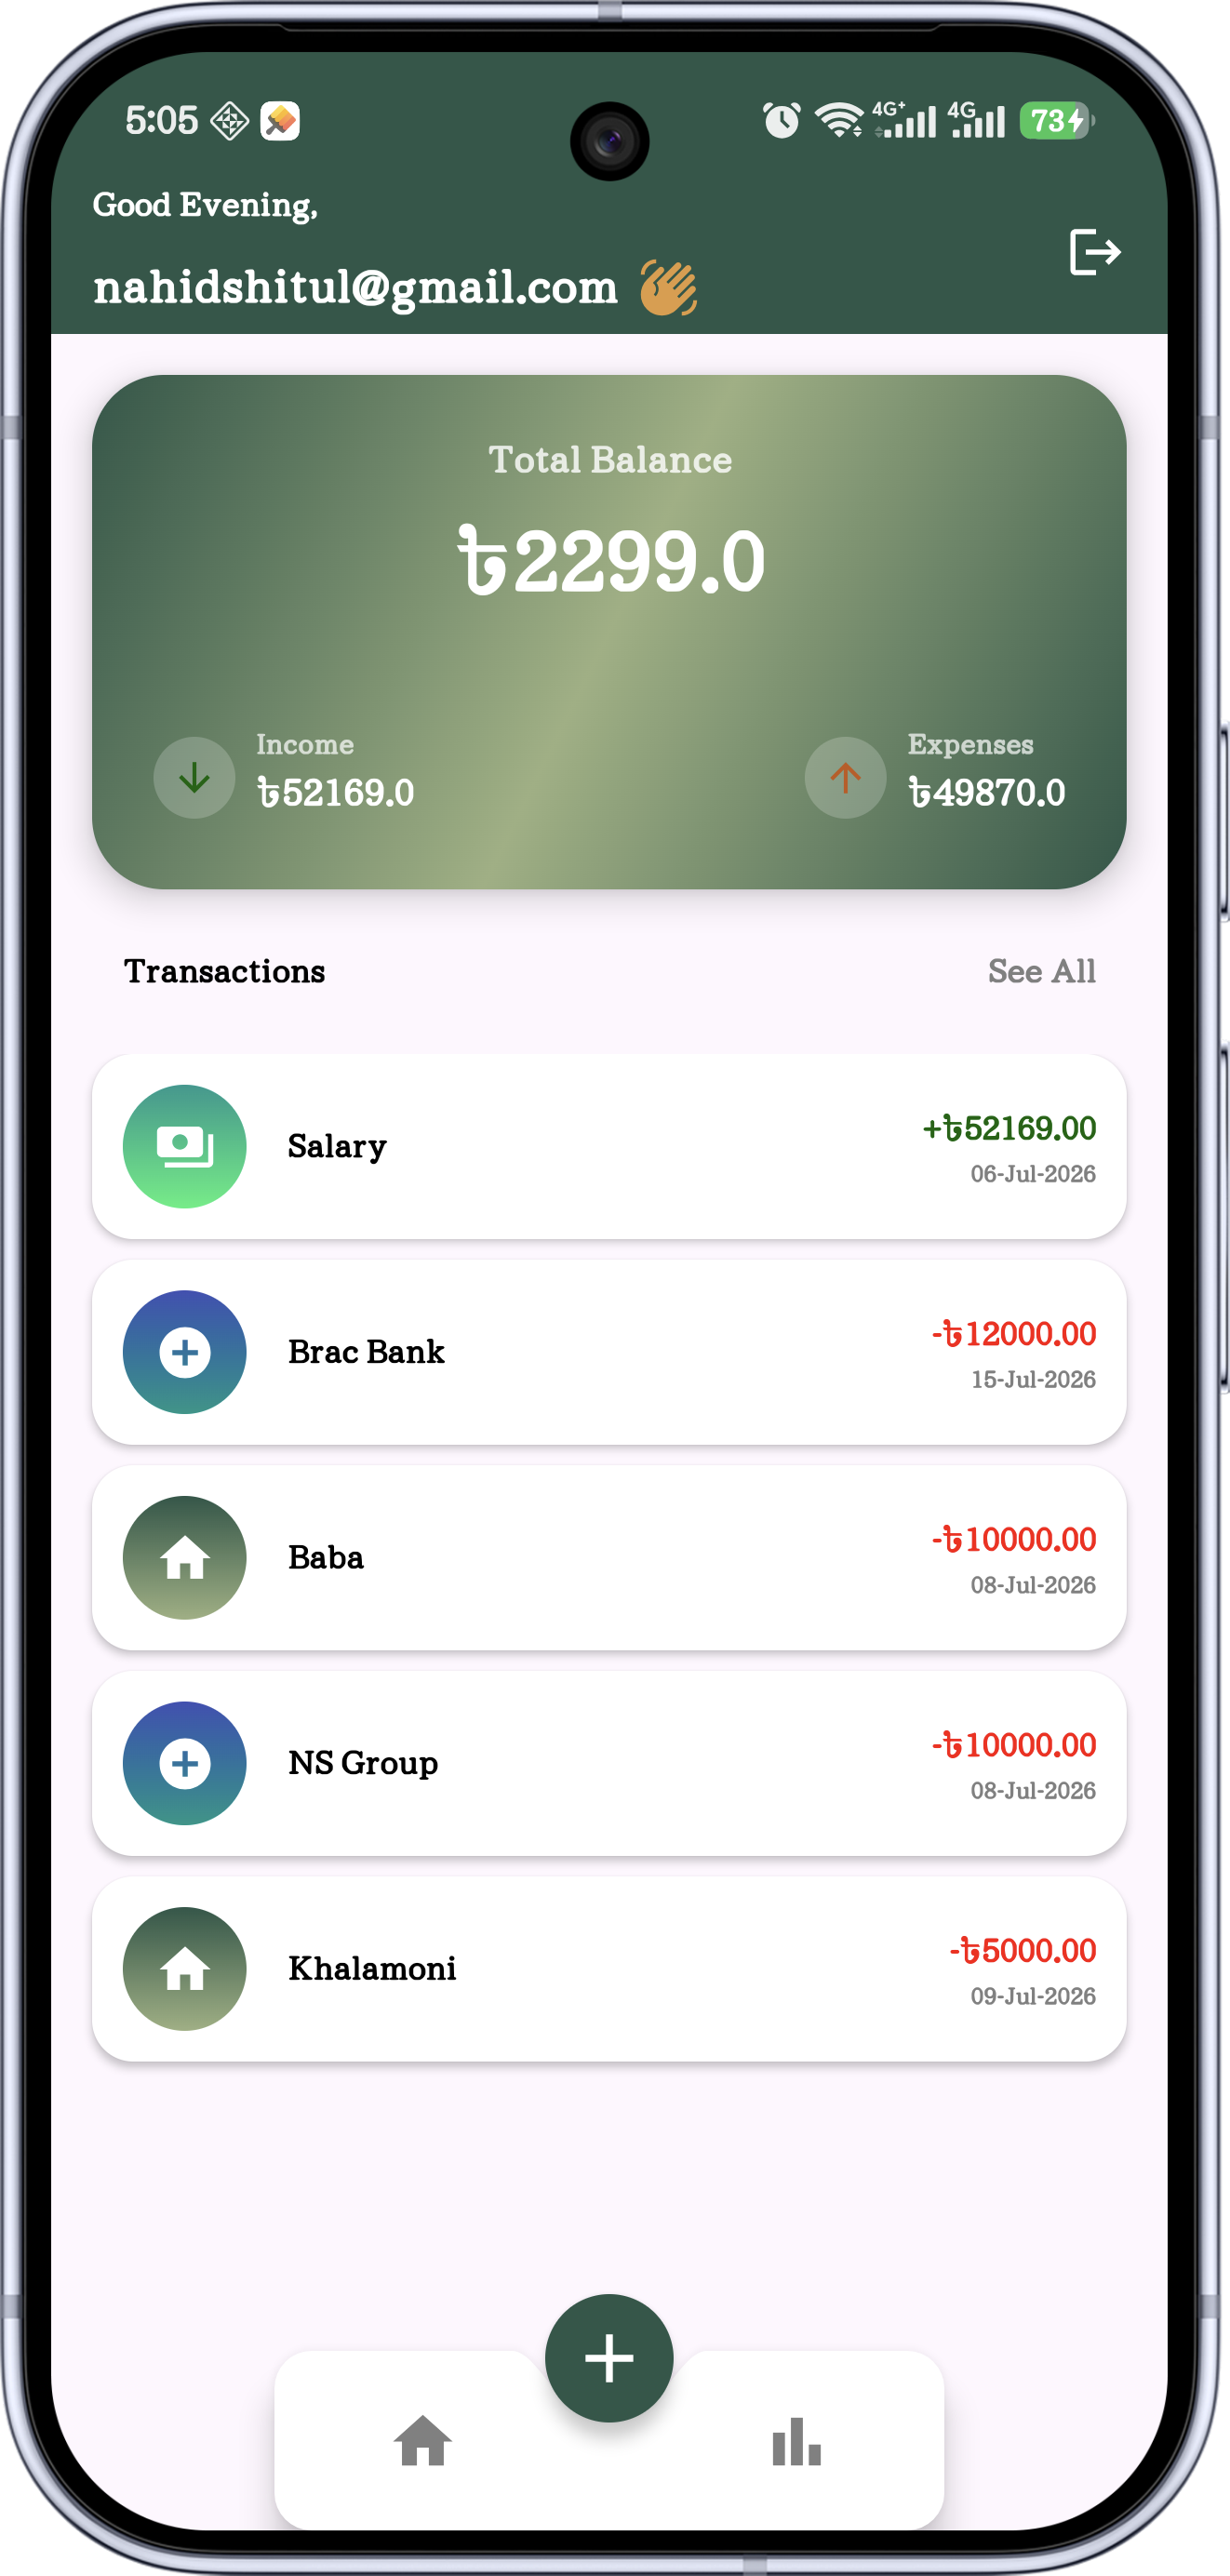 5:05
4G+ 4G 73
Good Evening,
nahidshitul@gmail.com 👋
Total Balance
৳2299.0
Income
৳52169.0
Expenses
৳49870.0
Transactions See All
Salary
+৳52169.00
06-Jul-2026
Brac Bank
-৳12000.00
15-Jul-2026
Baba
-৳10000.00
08-Jul-2026
NS Group
-৳10000.00
08-Jul-2026
Khalamoni
-৳5000.00
09-Jul-2026